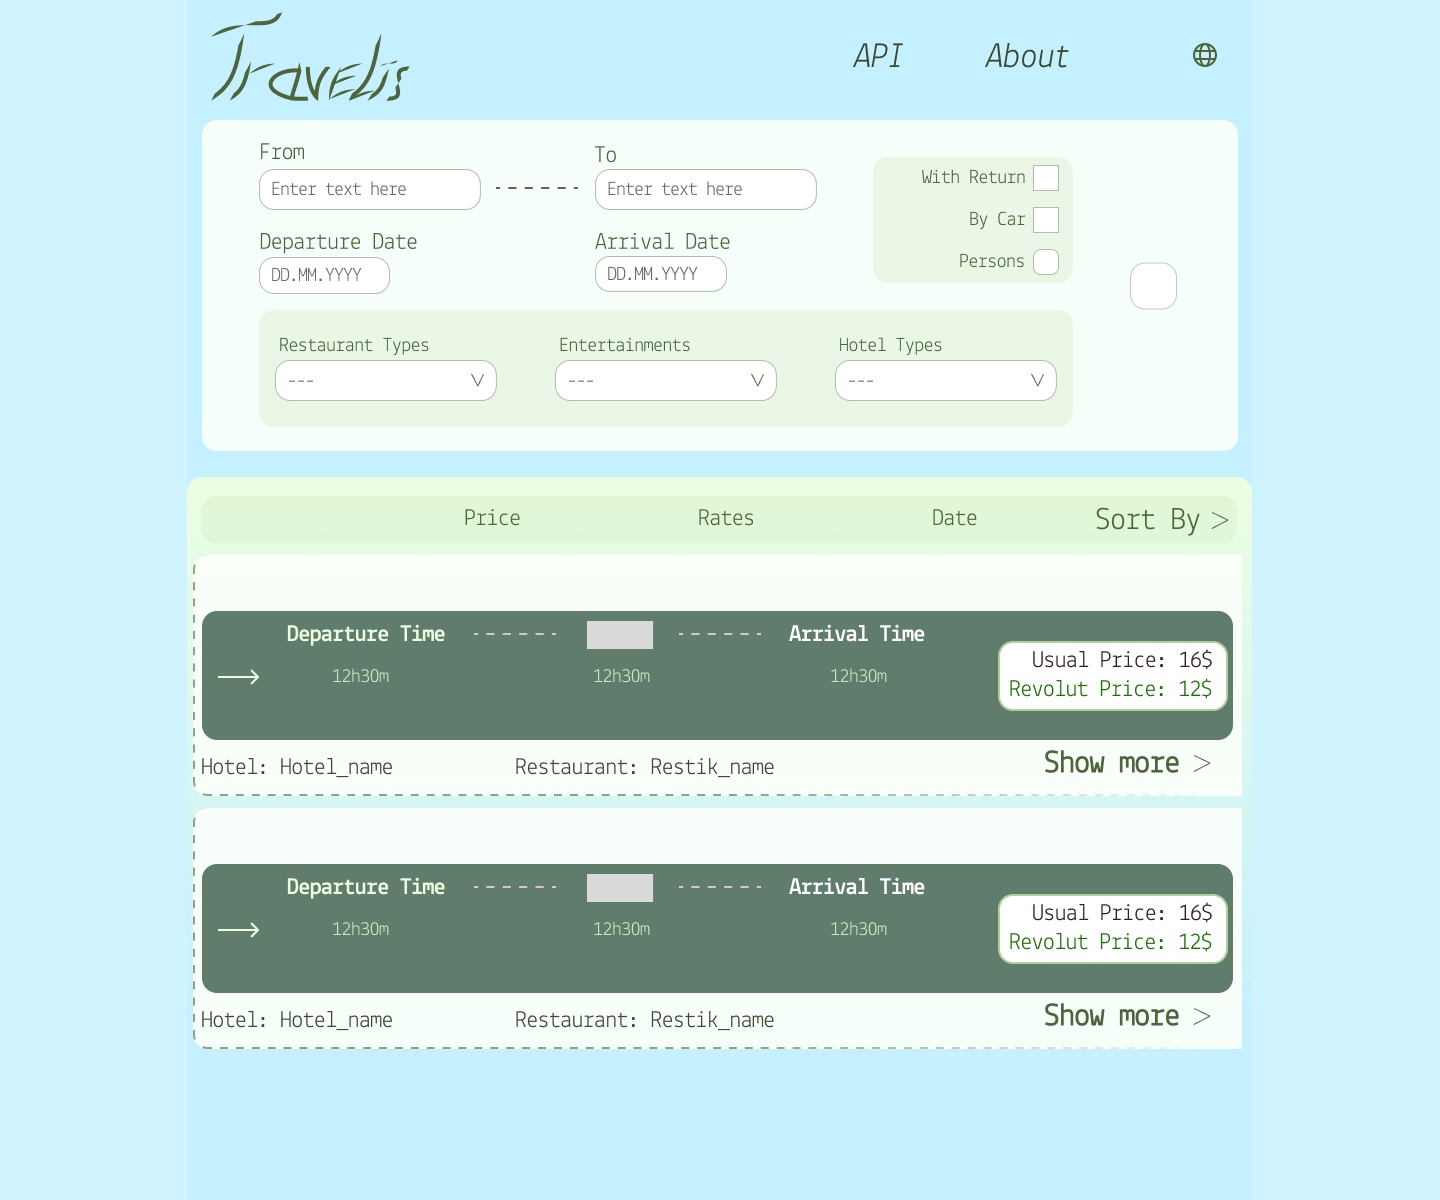 Travelis
API About
From To
Enter text here Enter text here
With Return
By Car
Persons
Departure Date Arrival Date
DD.MM.YYYY DD.MM.YYYY
Restaurant Types Entertainments Hotel Types
--- V --- V --- V
Price Rates Date Sort By >
Departure Time Arrival Time
12h30m 12h30m 12h30m
Usual Price: 16$
Revolut Price: 12$
Hotel: Hotel_name Restaurant: Restik_name Show more >
Departure Time Arrival Time
12h30m 12h30m 12h30m
Usual Price: 16$
Revolut Price: 12$
Hotel: Hotel_name Restaurant: Restik_name Show more >